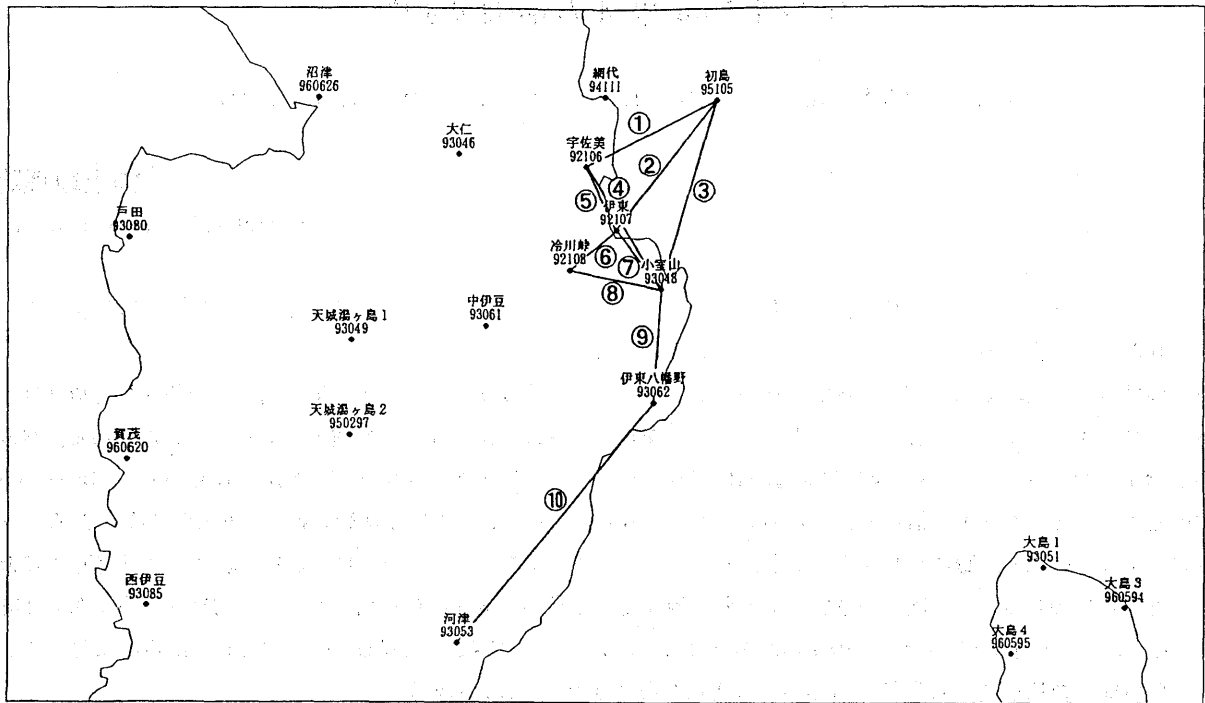 沼津
960626
網代
94111
初島
95105
①
大仁
93046
宇佐美
92106
②
③
④
⑤
伊東
92107
戸田
93080
冷川峠
92108
⑥
⑦
小室山
93048
⑧
天城湯ヶ島1
93049
中伊豆
93061
⑨
伊東八幡野
93062
天城湯ヶ島2
950297
賀茂
960620
⑩
大島1
93051
西伊豆
93085
大島3
960594
河津
93053
大島4
960595